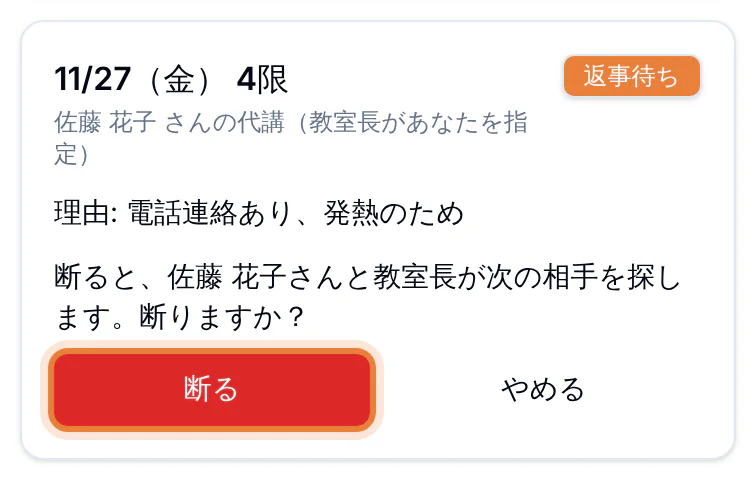 11/27（金） 4限
返事待ち
佐藤 花子 さんの代講（教室長があなたを指
定）
理由: 電話連絡あり、発熱のため
断ると、佐藤 花子さんと教室長が次の相手を探し
ます。断りますか？
断る
やめる